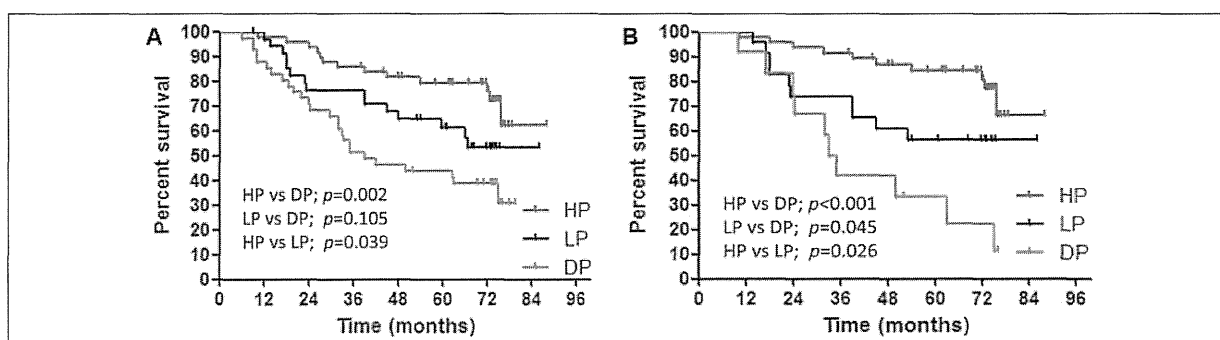 A
Percent survival
100
90
80
70
60
50
40
30
20
10
0
HP vs DP; p=0.002
LP vs DP; p=0.105
HP vs LP; p=0.039
HP
LP
DP
0 12 24 36 48 60 72 84 96
Time (months)
B
Percent survival
100
90
80
70
60
50
40
30
20
10
0
HP vs DP; p<0.001
LP vs DP; p=0.045
HP vs LP; p=0.026
HP
LP
DP
0 12 24 36 48 60 72 84 96
Time (months)